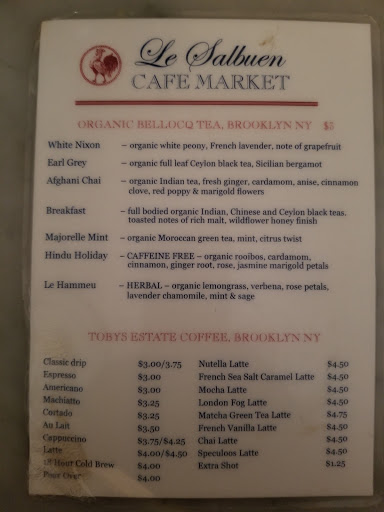 Le Salbuen
CAFE MARKET
ORGANIC BELLOCQ TEA, BROOKLYN NY $5
White Nixon – organic white peony, French lavender, note of grapefruit
Earl Grey – organic full leaf Ceylon black tea, Sicilian bergamot
Afghani Chai – organic Indian tea, fresh ginger, cardamom, anise, cinnamon
clove, red poppy & marigold flowers
Breakfast – full bodied organic Indian, Chinese and Ceylon black teas.
toasted notes of rich malt, wildflower honey finish
Majorelle Mint – organic Moroccan green tea, mint, citrus twist
Hindu Holiday – CAFFEINE FREE – organic rooibos, cardamom,
cinnamon, ginger root, rose, jasmine marigold petals
Le Hammeu – HERBAL – organic lemongrass, verbena, rose petals,
lavender chamomile, mint & sage
TOBYS ESTATE COFFEE, BROOKLYN NY
Classic drip $3.00/3.75 Nutella Latte $4.50
Espresso $3.00 French Sea Salt Caramel Latte $4.50
Americano $3.00 Mocha Latte $4.50
Machiatto $3.25 London Fog Latte $4.50
Cortado $3.25 Matcha Green Tea Latte $4.75
Au Lait $3.50 French Vanilla Latte $4.50
Cappuccino $3.75/$4.25 Chai Latte $4.50
Latte $4.00/$4.50 Speculoos Latte $4.50
18 Hour Cold Brew $4.00 Extra Shot $1.25
Pour Over $4.00